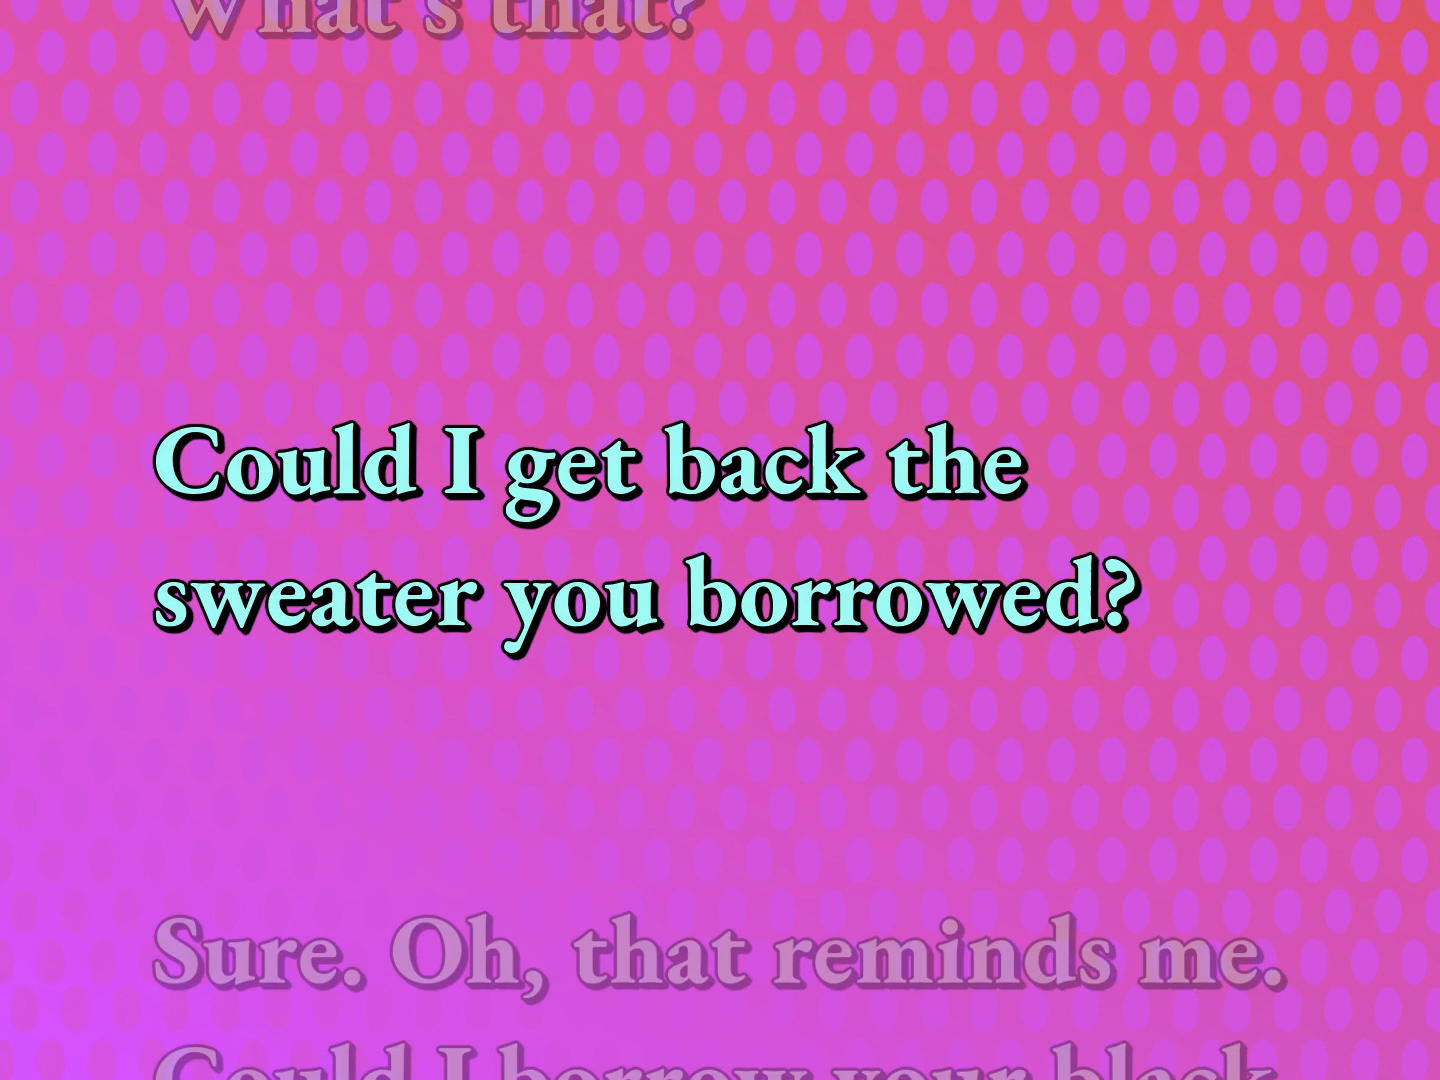 What's that?
Could I get back the
sweater you borrowed?
Sure. Oh, that reminds me.
Could I borrow your black